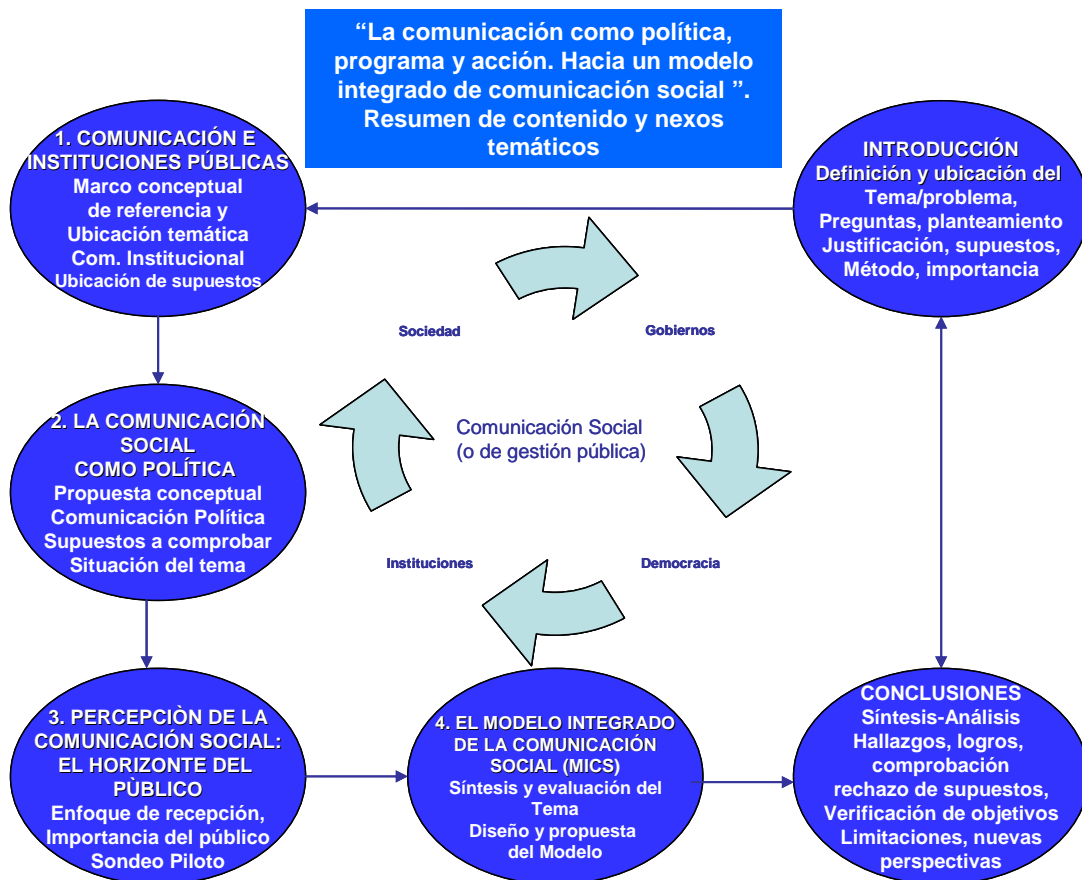 “La comunicación como política,
programa y acción. Hacia un modelo
integrado de comunicación social ”.
Resumen de contenido y nexos
temáticos
1. COMUNICACIÓN E
INSTITUCIONES PÚBLICAS
Marco conceptual
de referencia y
Ubicación temática
Com. Institucional
Ubicación de supuestos
INTRODUCCIÓN
Definición y ubicación del
Tema/problema,
Preguntas, planteamiento
Justificación, supuestos,
Método, importancia
Sociedad
Gobiernos
2. LA COMUNICACIÓN
SOCIAL
COMO POLÍTICA
Propuesta conceptual
Comunicación Política
Supuestos a comprobar
Situación del tema
Comunicación Social
(o de gestión pública)
Instituciones
Democracia
3. PERCEPCIÒN DE LA
COMUNICACIÓN SOCIAL:
EL HORIZONTE DEL
PÙBLICO
Enfoque de recepción,
Importancia del público
Sondeo Piloto
4. EL MODELO INTEGRADO
DE LA COMUNICACIÓN
SOCIAL (MICS)
Síntesis y evaluación del
Tema
Diseño y propuesta
del Modelo
CONCLUSIONES
Síntesis-Análisis
Hallazgos, logros,
comprobación
rechazo de supuestos,
Verificación de objetivos
Limitaciones, nuevas
perspectivas